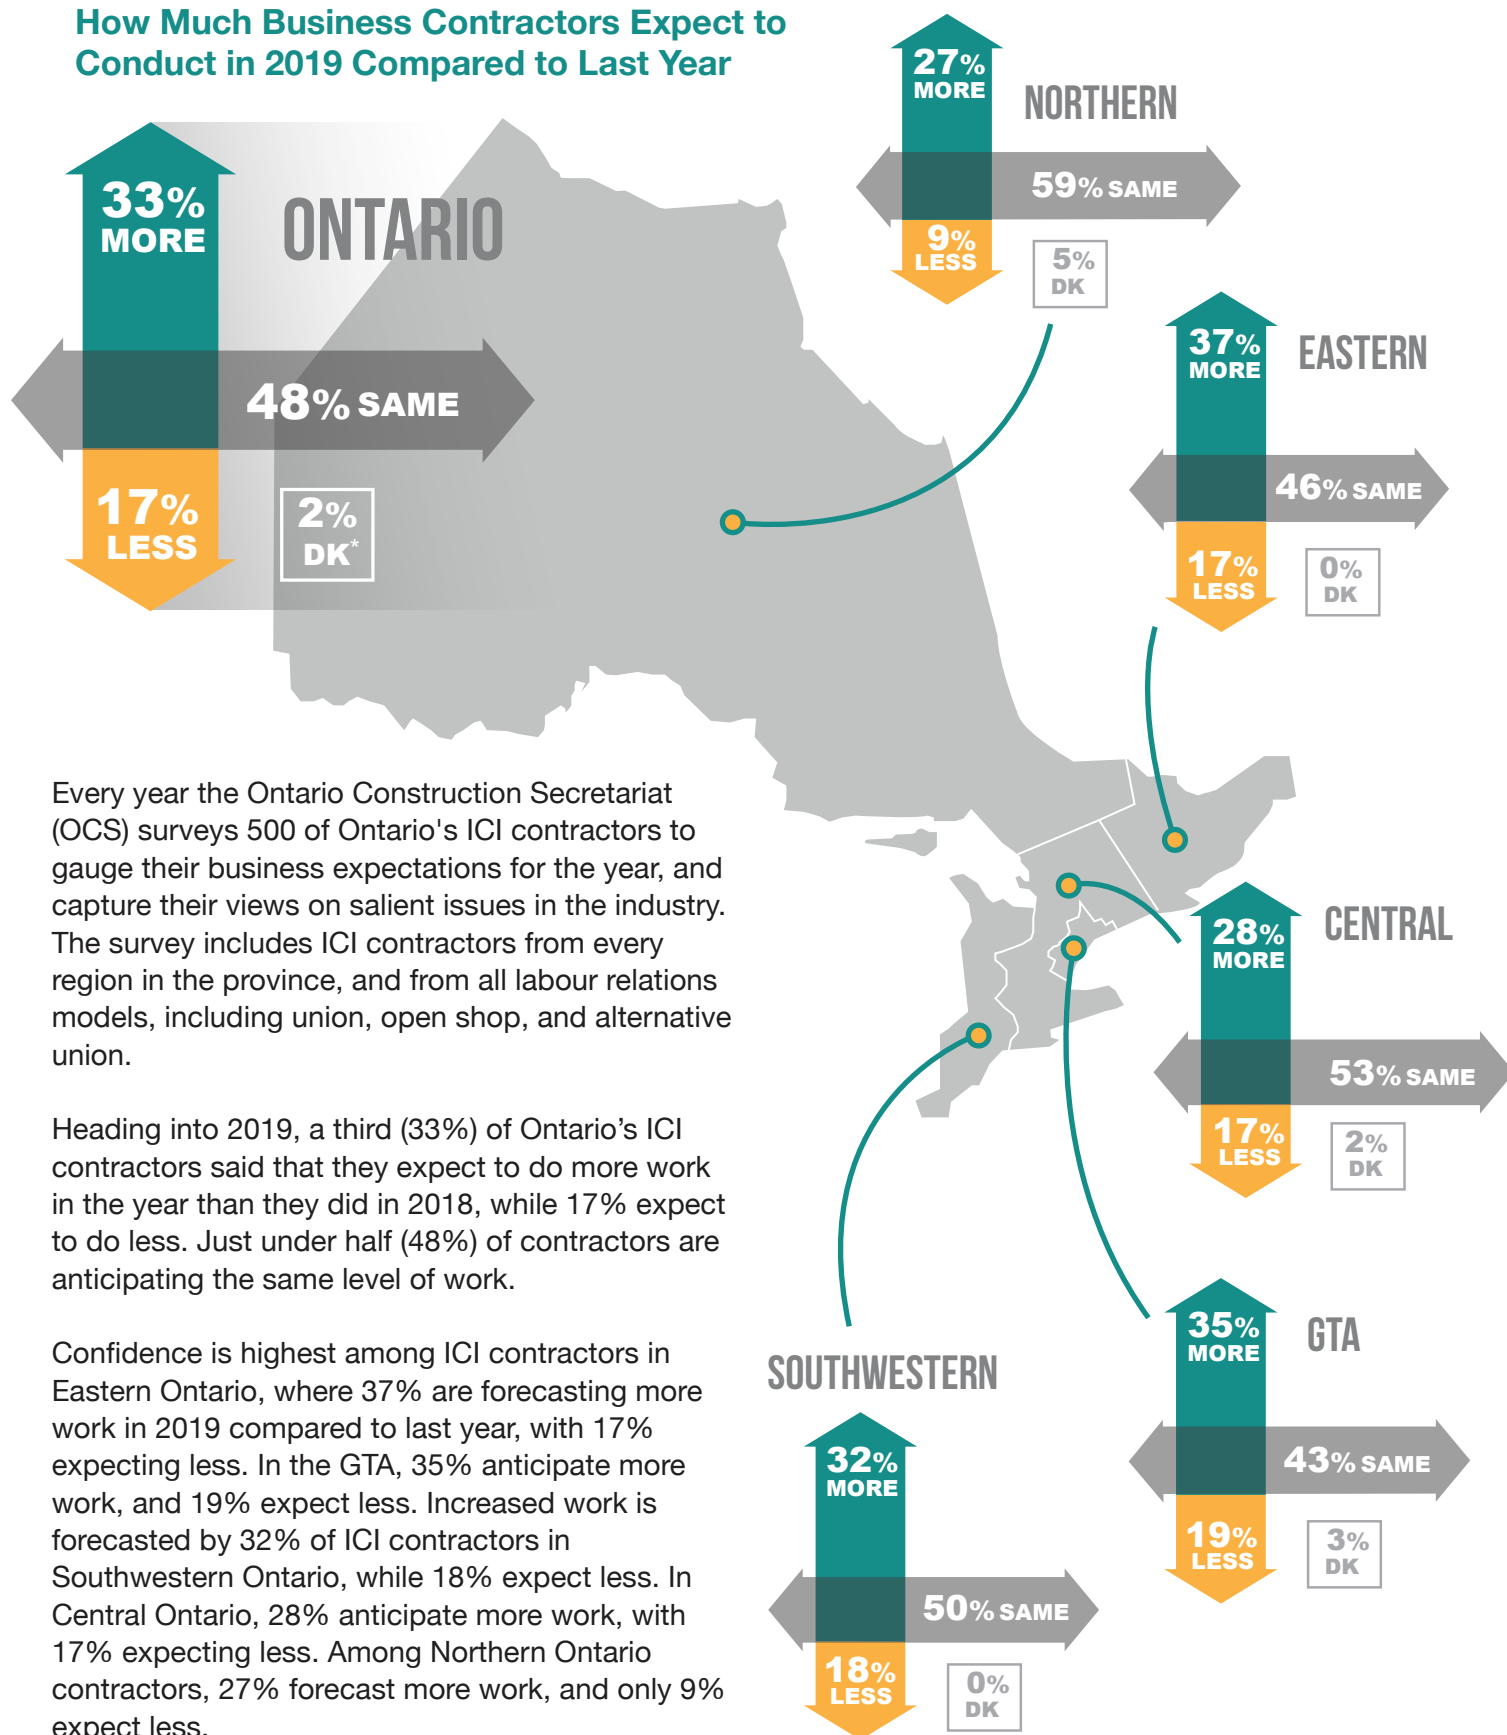 How Much Business Contractors Expect to
Conduct in 2019 Compared to Last Year
33%
MORE
ONTARIO
48% SAME
17%
LESS
2%
DK*
27%
MORE
NORTHERN
59% SAME
9%
LESS
5%
DK
37%
MORE
EASTERN
46% SAME
17%
LESS
0%
DK
28%
MORE
CENTRAL
53% SAME
17%
LESS
2%
DK
35%
MORE
GTA
43% SAME
19%
LESS
3%
DK
SOUTHWESTERN
32%
MORE
50% SAME
18%
LESS
0%
DK
Every year the Ontario Construction Secretariat
(OCS) surveys 500 of Ontario's ICI contractors to
gauge their business expectations for the year, and
capture their views on salient issues in the industry.
The survey includes ICI contractors from every
region in the province, and from all labour relations
models, including union, open shop, and alternative
union.
Heading into 2019, a third (33%) of Ontario’s ICI
contractors said that they expect to do more work
in the year than they did in 2018, while 17% expect
to do less. Just under half (48%) of contractors are
anticipating the same level of work.
Confidence is highest among ICI contractors in
Eastern Ontario, where 37% are forecasting more
work in 2019 compared to last year, with 17%
expecting less. In the GTA, 35% anticipate more
work, and 19% expect less. Increased work is
forecasted by 32% of ICI contractors in
Southwestern Ontario, while 18% expect less. In
Central Ontario, 28% anticipate more work, with
17% expecting less. Among Northern Ontario
contractors, 27% forecast more work, and only 9%
expect less.